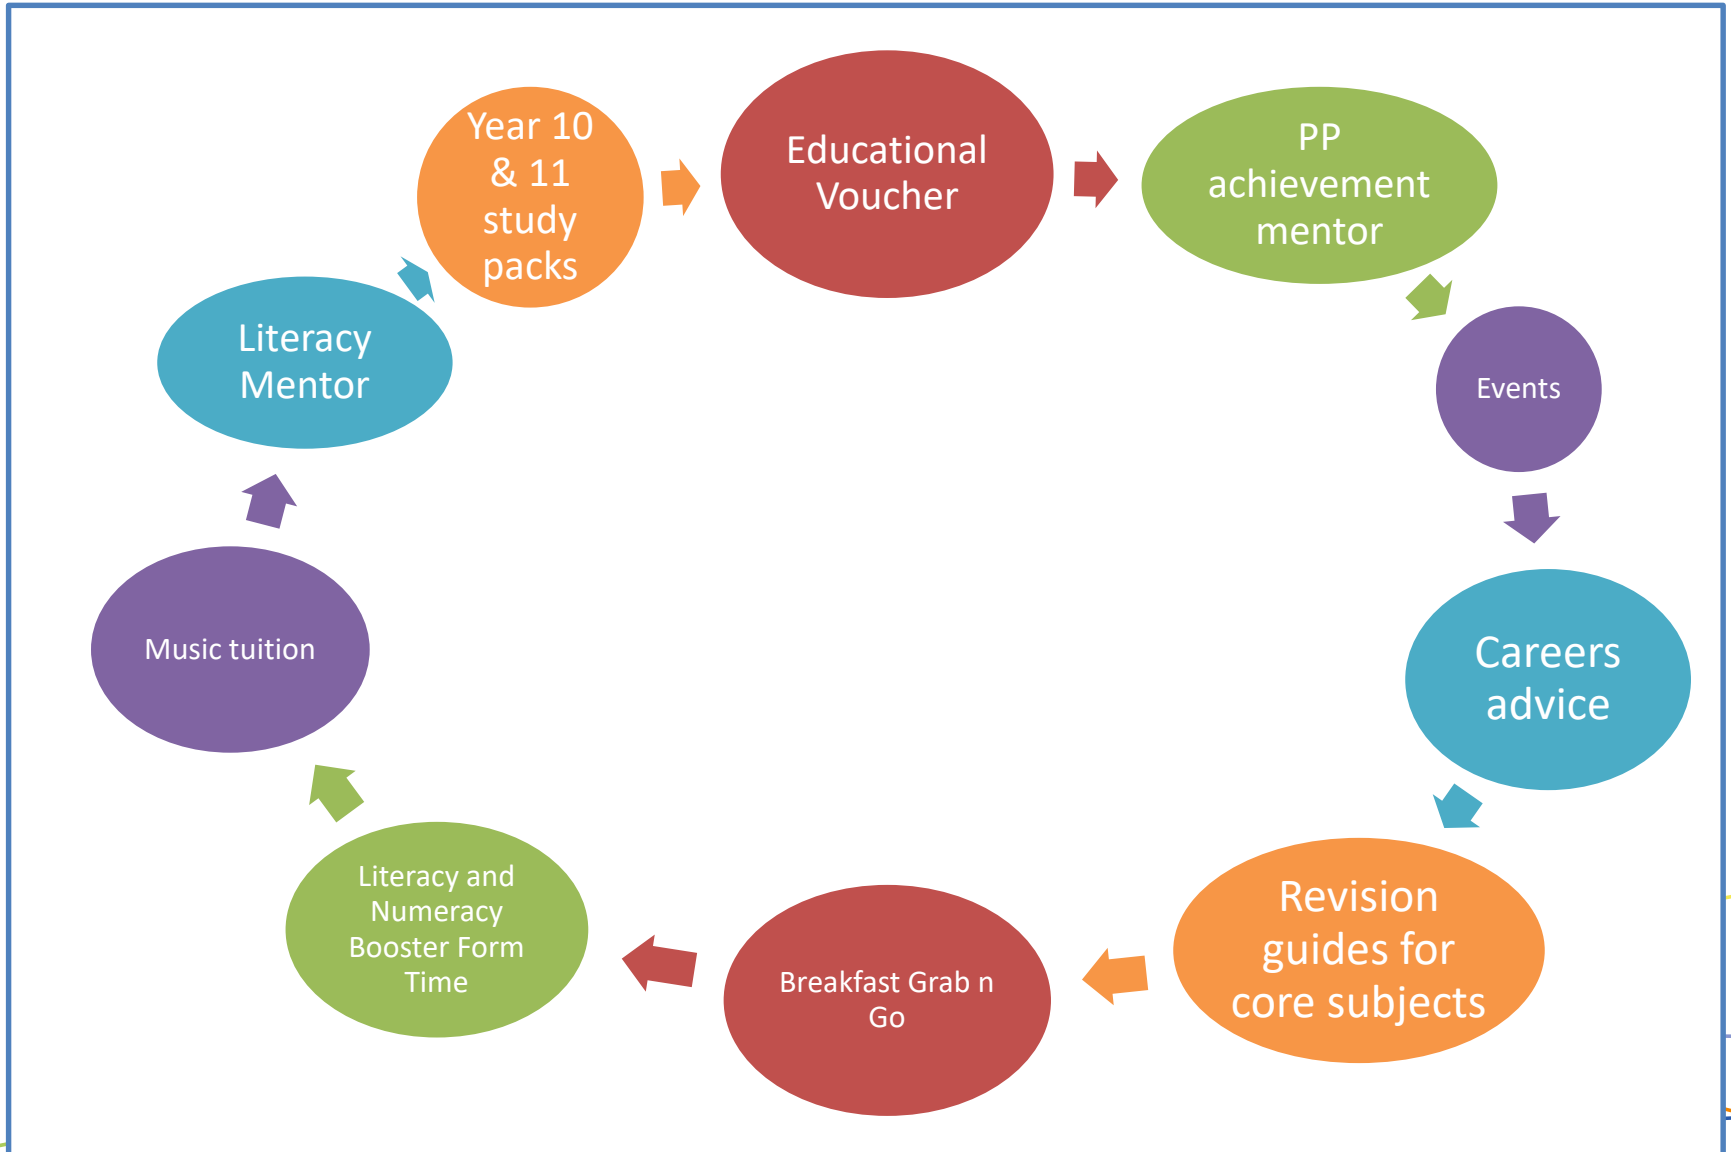 Educational
Voucher
PP
achievement
mentor
Events
Careers
advice
Revision
guides for
core subjects
Breakfast Grab n
Go
Literacy and
Numeracy
Booster Form
Time
Music tuition
Literacy
Mentor
Year 10
& 11
study
packs